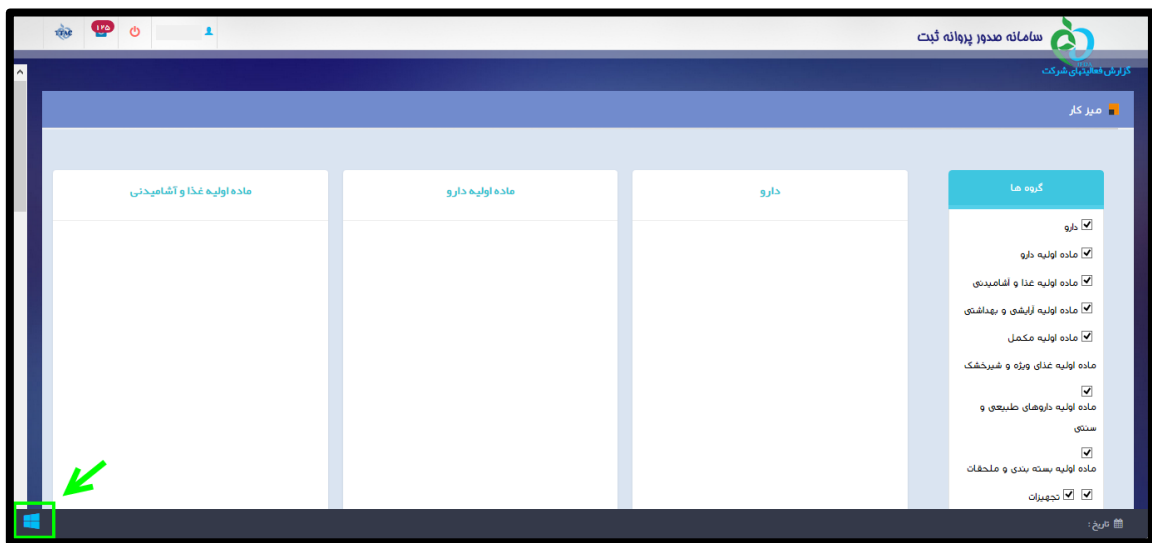 سامانه صدور پروانه ثبت
۱۲۵
TTAC
گزارش فعالیتهای شرکت
میز کار
گروه ها
دارو
ماده اولیه دارو
ماده اولیه غذا و آشامیدنی
دارو
ماده اولیه دارو
ماده اولیه غذا و آشامیدنی
ماده اولیه آرایشی و بهداشتی
ماده اولیه مکمل
ماده اولیه غذای ویژه و شیرخشک
ماده اولیه داروهای طبیعی و
سنتی
ماده اولیه بسته بندی و ملحقات
تجهیزات
تاریخ :